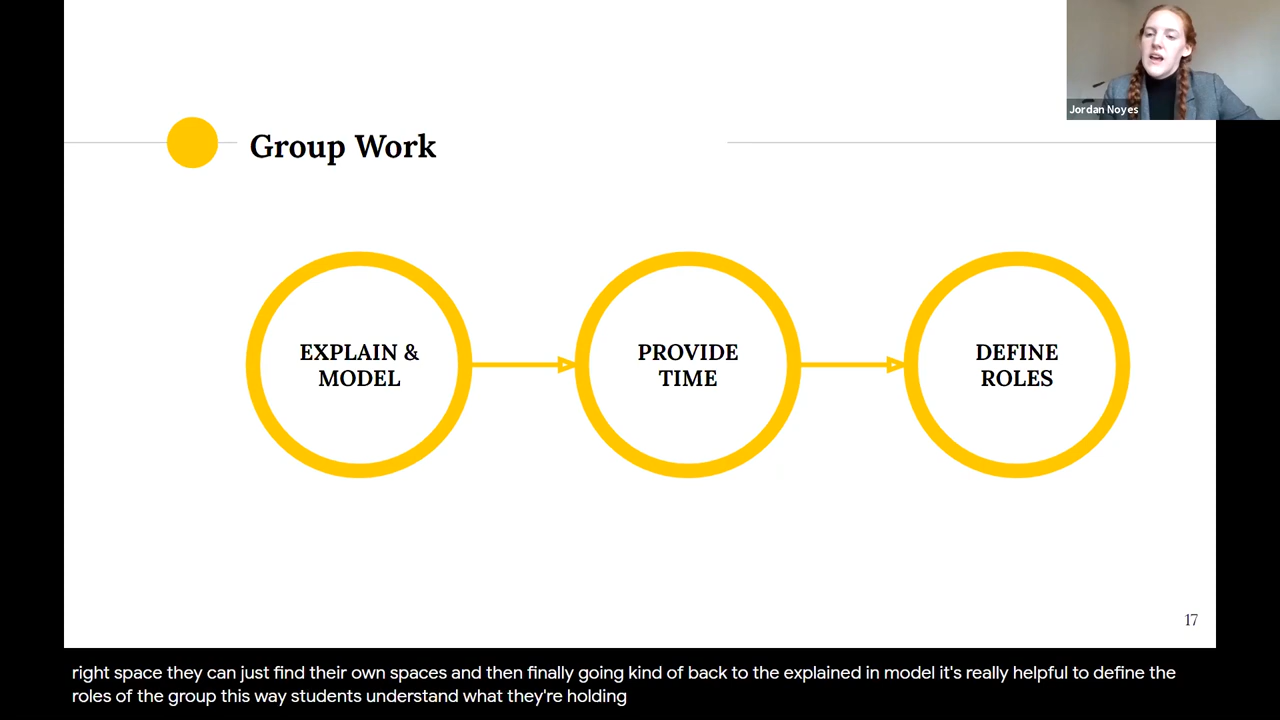 Jordan Noyes
Group Work
EXPLAIN &
MODEL
PROVIDE
TIME
DEFINE
ROLES
17
right space they can just find their own spaces and then finally going kind of back to the explained in model it's really helpful to define the
roles of the group this way students understand what they're holding